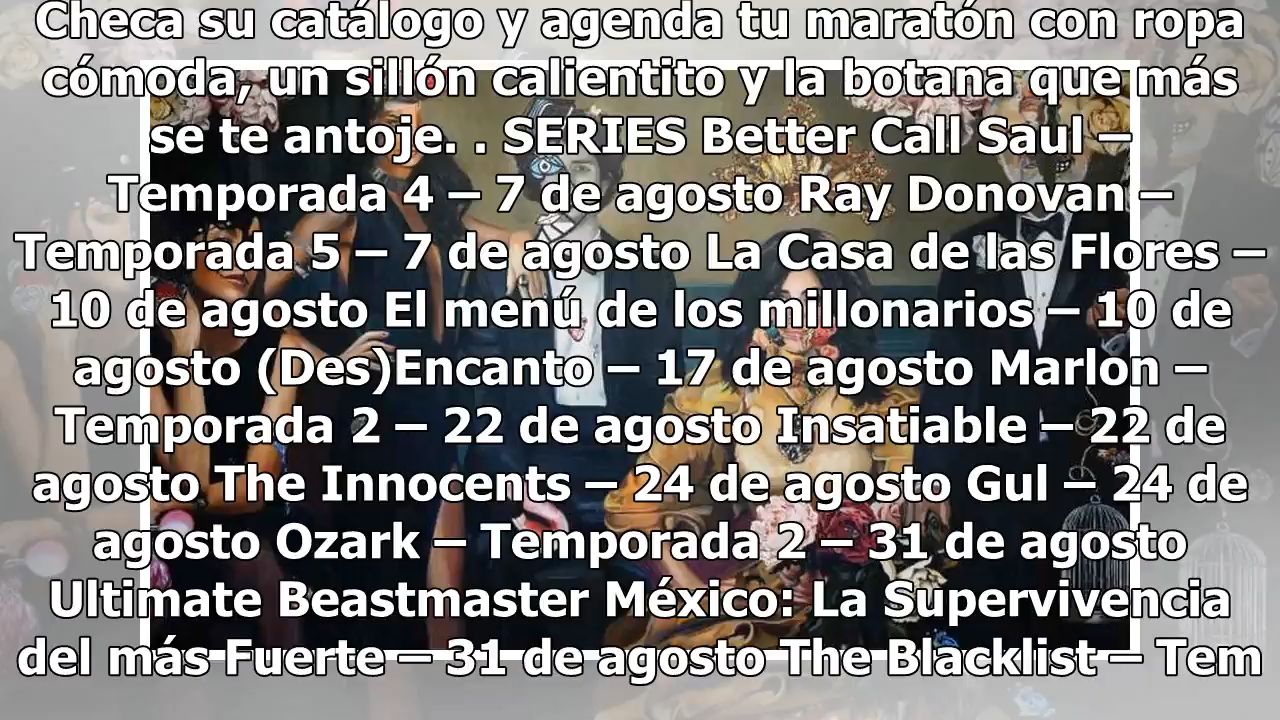 Checa su catálogo y agenda tu maratón con ropa
cómoda, un sillón calientito y la botana que más
se te antoje. . SERIES Better Call Saul –
Temporada 4 – 7 de agosto Ray Donovan –
Temporada 5 – 7 de agosto La Casa de las Flores –
10 de agosto El menú de los millonarios – 10 de
agosto (Des)Encanto – 17 de agosto Marlon –
Temporada 2 – 22 de agosto Insatiable – 22 de
agosto The Innocents – 24 de agosto Gul – 24 de
agosto Ozark – Temporada 2 – 31 de agosto
Ultimate Beastmaster México: La Supervivencia
del más Fuerte – 31 de agosto The Blacklist – Tem